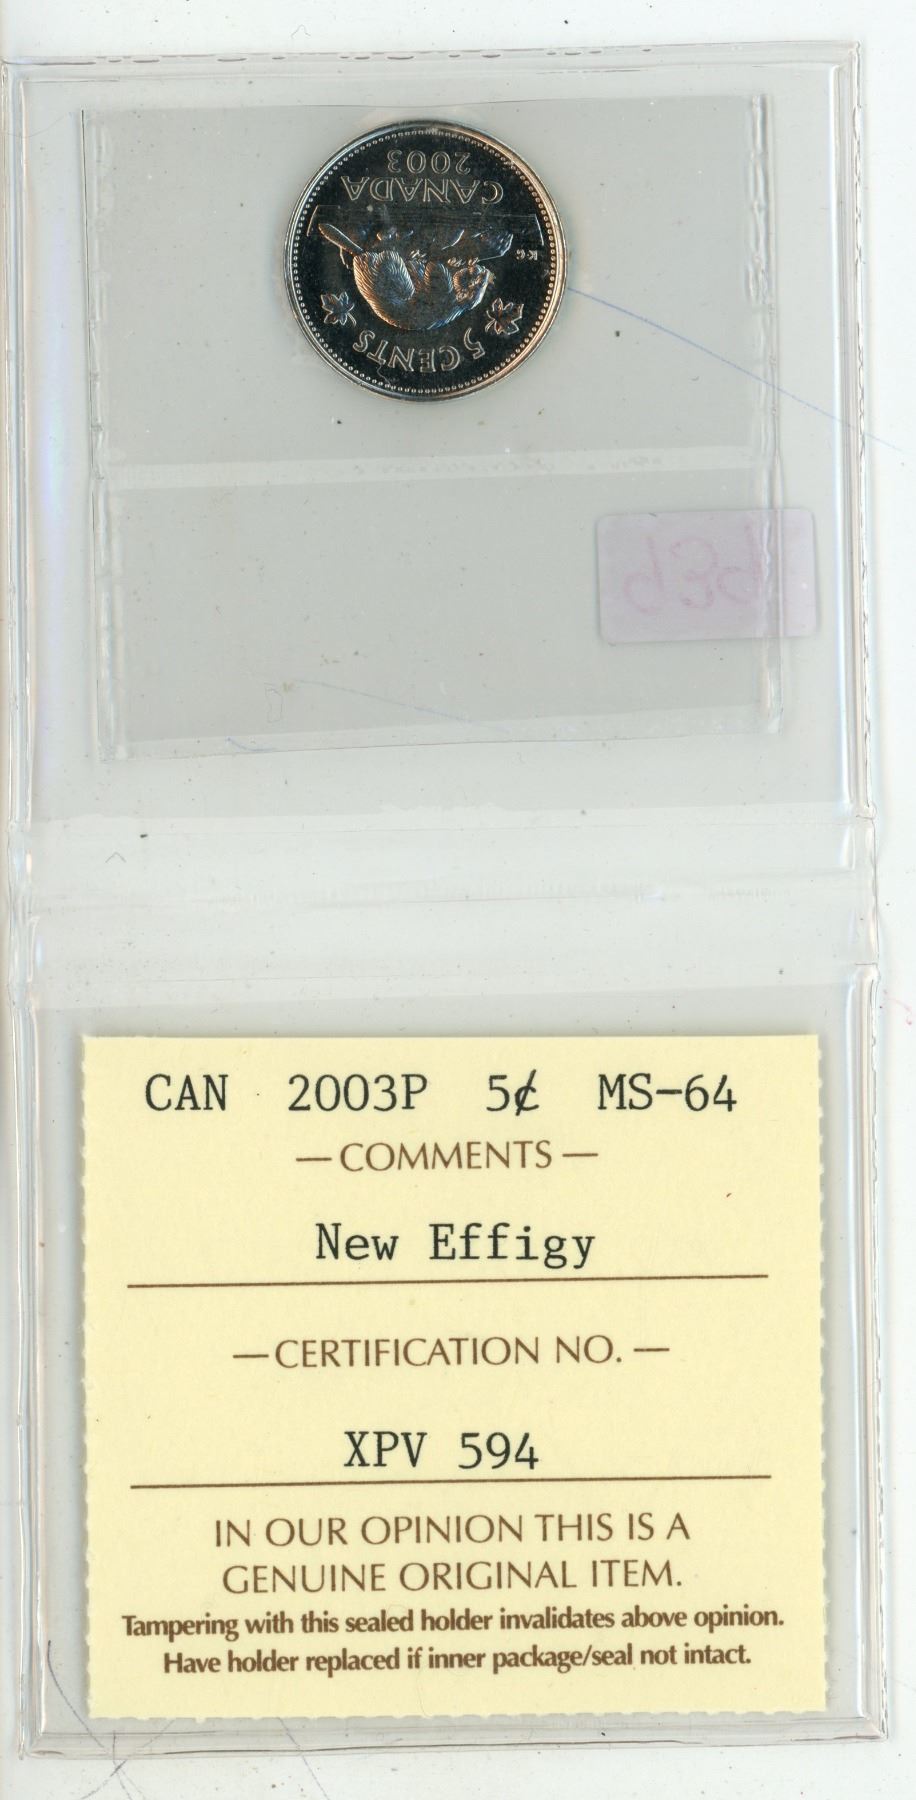 5 CENTS
K·G
CANADA
2003
CAN 2003P 5¢ MS-64
— COMMENTS —
New Effigy
— CERTIFICATION NO. —
XPV 594
IN OUR OPINION THIS IS A
GENUINE ORIGINAL ITEM.
Tampering with this sealed holder invalidates above opinion.
Have holder replaced if inner package/seal not intact.